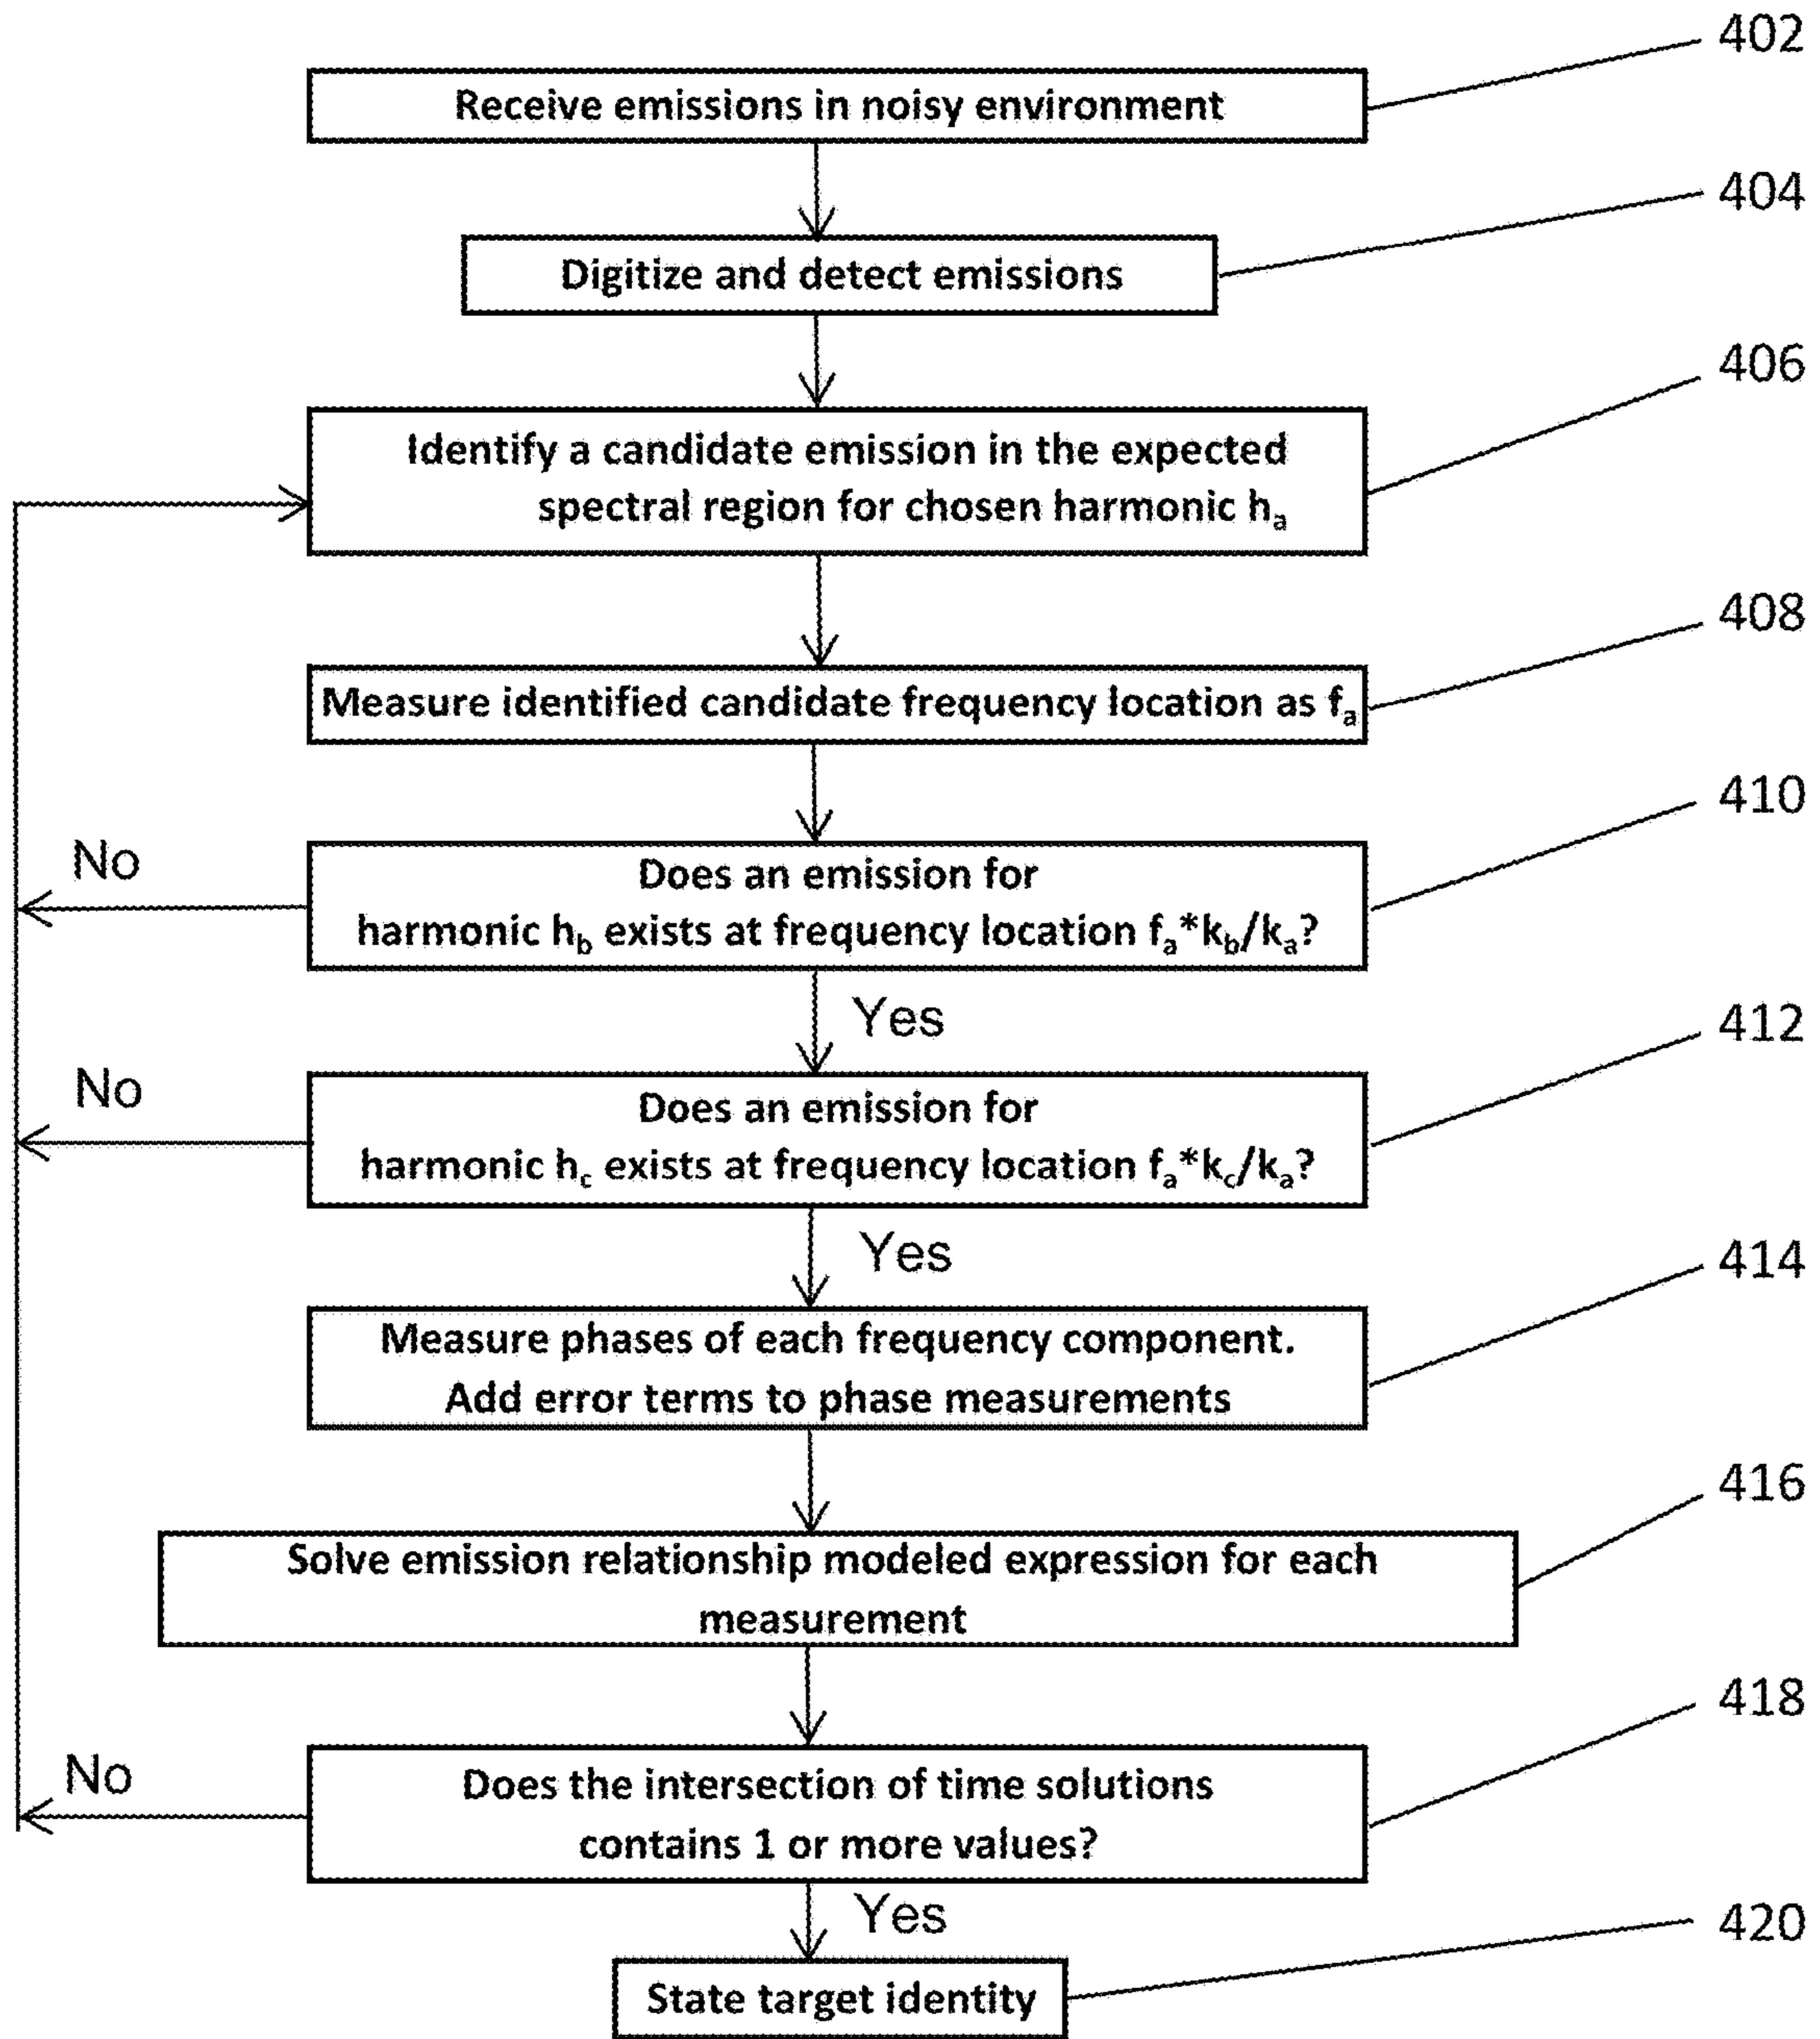 402
Receive emissions in noisy environment
404
Digitize and detect emissions
406
Identify a candidate emission in the expected
spectral region for chosen harmonic hₐ
408
Measure identified candidate frequency location as fₐ
410
No
Does an emission for
harmonic h_b exists at frequency location fₐ*k_b/kₐ?
Yes
412
No
Does an emission for
harmonic h_c exists at frequency location fₐ*k_c/kₐ?
Yes
414
Measure phases of each frequency component.
Add error terms to phase measurements
416
Solve emission relationship modeled expression for each
measurement
418
No
Does the intersection of time solutions
contains 1 or more values?
Yes
420
State target identity